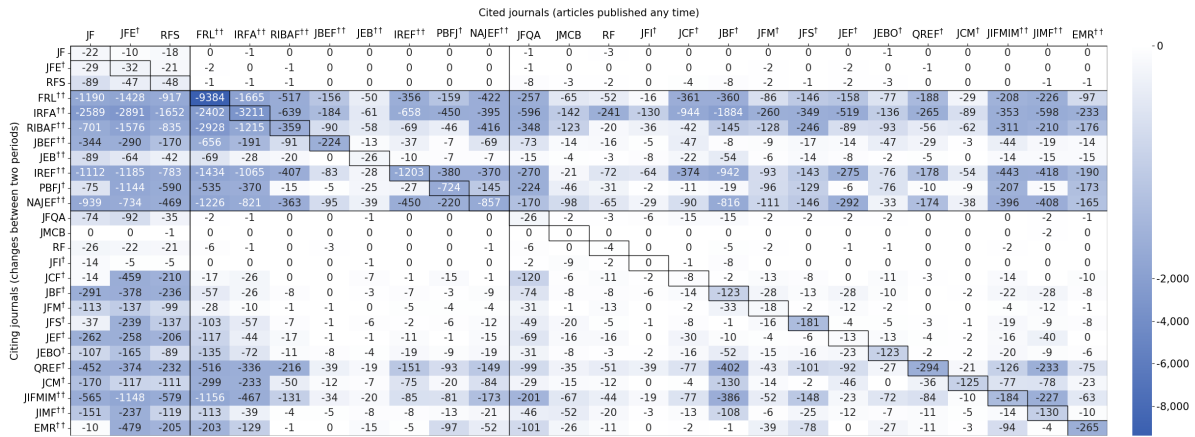 Cited journals (articles published any time)
JF JFE† RFS FRL†† IRFA†† RIBAF†† JBEF†† JEB†† IREF†† PBFJ† NAJEF†† JFQA JMCB RF JFI† JCF† JBF† JFM† JFS† JEF† JEBO† QREF† JCM† JIFMIM†† JIMF†† EMR††
Citing journals (changes between two periods)
JF -22 -10 -18 0 -1 0 0 0 0 0 0 -1 0 -3 0 0 0 0 0 0 0 0 0 0 0 0
JFE† -29 -32 -21 -2 0 -1 0 0 0 0 0 -1 0 0 0 -2 -2 -1 -1 0 -1 0 0 0 0 0
RFS -89 -47 -48 -1 -1 -1 0 0 0 0 0 -8 -3 -2 0 -4 -8 -2 -1 -2 -3 0 0 0 -1 -1
FRL†† -1190 -1428 -917 -9384 -1665 -517 -156 -50 -356 -159 -422 -257 -65 -52 -16 -361 -360 -86 -146 -158 -77 -188 -29 -208 -226 -97
IRFA†† -2589 -2891 -1652 -2402 -3211 -639 -184 -61 -658 -450 -395 -596 -142 -241 -130 -944 -1884 -260 -349 -519 -136 -265 -89 -353 -598 -233
RIBAF†† -701 -1576 -835 -2928 -1215 -359 -90 -58 -69 -46 -416 -348 -123 -20 -36 -42 -145 -128 -246 -89 -93 -56 -62 -311 -210 -176
JBEF†† -344 -290 -170 -656 -191 -91 -224 -13 -37 -21 -69 -73 -14 -16 -5 -47 -8 -9 -17 -14 -52 -31 -3 -44 -19 -14
JEB†† -89 -64 -42 -69 -28 -20 0 -26 -10 -7 -7 -15 -4 -3 -8 -22 -54 -2 -14 -8 -2 -5 0 -14 -15 -15
IREF†† -1112 -1185 -783 -1434 -1065 -407 -83 -28 -1203 -380 -370 -270 -21 -72 -64 -374 -942 -93 -141 -275 -76 -178 -54 -443 -418 -190
PBFJ† -75 -1144 -590 -535 -370 -15 -5 -25 -27 -724 -145 -224 -46 -31 -2 -11 -19 -96 -129 -6 -76 -10 -9 -207 -15 -173
NAJEF†† -939 -734 -469 -1226 -821 -363 -95 -39 -450 -220 -857 -170 -98 -65 -29 -90 -816 -111 -146 -292 -33 -174 -38 -396 -408 -165
JFQA -74 -92 -35 -2 -1 0 0 -1 0 0 0 -26 -2 -3 -6 -15 -15 -2 -2 -2 0 0 0 0 -2 -1
JMCB 0 0 -1 0 0 0 0 0 0 0 0 0 0 0 0 0 0 0 0 0 0 0 0 0 0 0
RF -26 -22 -21 -6 -1 0 -3 0 0 0 -1 -6 0 -4 0 0 -5 -2 0 -1 -1 0 0 0 -2 0
JFI† -14 -5 -5 0 0 0 0 0 0 0 0 -2 -9 -2 0 -1 -8 0 0 0 0 0 0 0 0 0
JCF† -14 -459 -210 -17 -26 0 0 -7 -1 -15 -1 -120 -6 -11 -2 -8 -2 -13 -8 0 -11 -3 0 -14 0 -10
JBF† -291 -378 -236 -57 -26 -8 0 -3 -7 -3 -9 -74 -8 -8 -6 -14 -123 -28 -13 -28 -10 0 -2 -22 -28 -8
JFM† -113 -137 -99 -28 -10 -1 -1 0 -5 -4 -4 -31 -1 -13 0 -2 -33 -18 -2 -1 0 -2 0 -4 -12 -1
JFS† -37 -239 -137 -103 -57 -7 -1 -6 -2 -6 -12 -49 -20 -5 -1 -8 -1 -16 -181 -4 -5 -3 -1 -19 -9 -8
JEF† -262 -258 -206 -117 -44 -17 -1 -1 -11 -1 -15 -69 -16 -13 -0 -30 -10 -4 -6 -13 -13 -4 -2 -4 -40 -2
JEBO† -107 -165 -89 -135 -72 -11 -8 -4 -19 -9 -19 -31 -8 -3 -2 -16 -52 -15 -16 -23 -123 -2 -2 -20 -9 -6
QREF† -452 -374 -232 -516 -336 -216 -39 -19 -151 -93 -149 -99 -35 -51 -39 -77 -402 -43 -101 -92 -27 -294 -21 -126 -233 -75
JCM† -170 -117 -111 -299 -233 -50 -12 -7 -75 -20 -84 -29 -15 -12 0 -4 -130 -14 -2 -46 0 -36 -125 -77 -78 -23
JIFMIM†† -565 -1148 -579 -1156 -467 -131 -34 -20 -85 -81 -173 -201 -67 -44 -19 -77 -386 -52 -148 -23 -72 -84 -10 -184 -227 -63
JIMF†† -151 -237 -119 -113 -39 -4 -5 -8 -8 -13 -21 -46 -52 -20 -3 -13 -108 -6 -25 -12 -7 -11 -5 -14 -130 -10
EMR†† -10 -479 -205 -203 -129 -1 0 -15 -5 -97 -52 -101 -26 -11 0 -2 -1 -39 -78 0 -27 -11 -1 -94 -4 -265
0
-2,000
-4,000
-6,000
-8,000